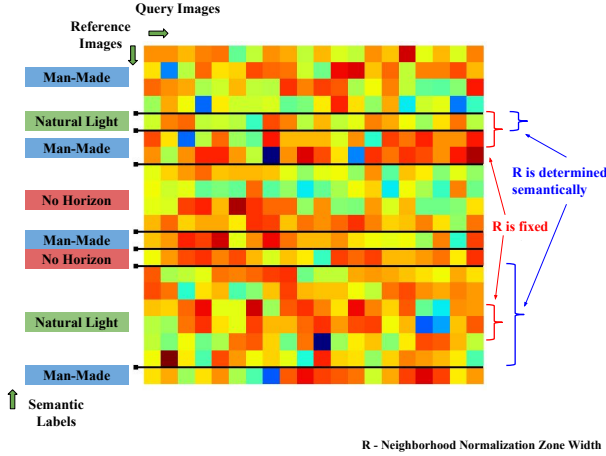 Query Images
Reference
Images
Man-Made
Natural Light
Man-Made
No Horizon
Man-Made
No Horizon
Natural Light
Man-Made
Semantic
Labels
R is determined
semantically
R is fixed
R - Neighborhood Normalization Zone Width